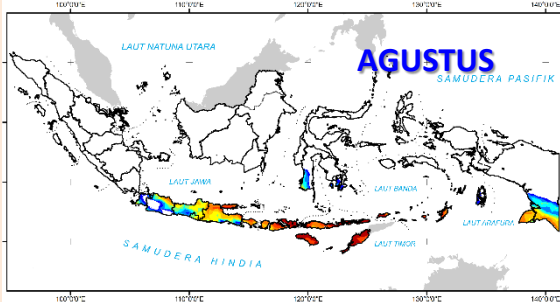 100°0'0"E 110°0'0"E 120°0'0"E 130°0'0"E 140°0'0"E
LAUT NATUNA UTARA
AGUSTUS
SAMUDERA PASIFIK
LAUT JAWA
LAUT BANDA
LAUT ARAFURA
SAMUDERA HINDIA
LAUT TIMOR
100°0'0"E 110°0'0"E 120°0'0"E 130°0'0"E 140°0'0"E